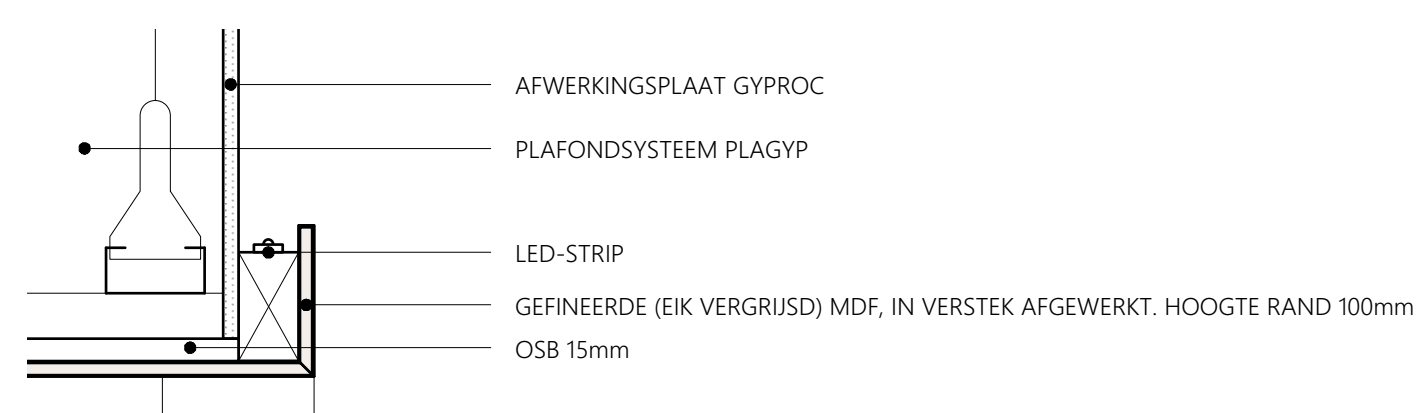 AFWERKINGSPLAAT GYPROC
PLAFONDSYSTEEM PLAGYP
LED-STRIP
GEFINEERDE (EIK VERGRIJSD) MDF, IN VERSTEK AFGEWERKT. HOOGTE RAND 100mm
OSB 15mm